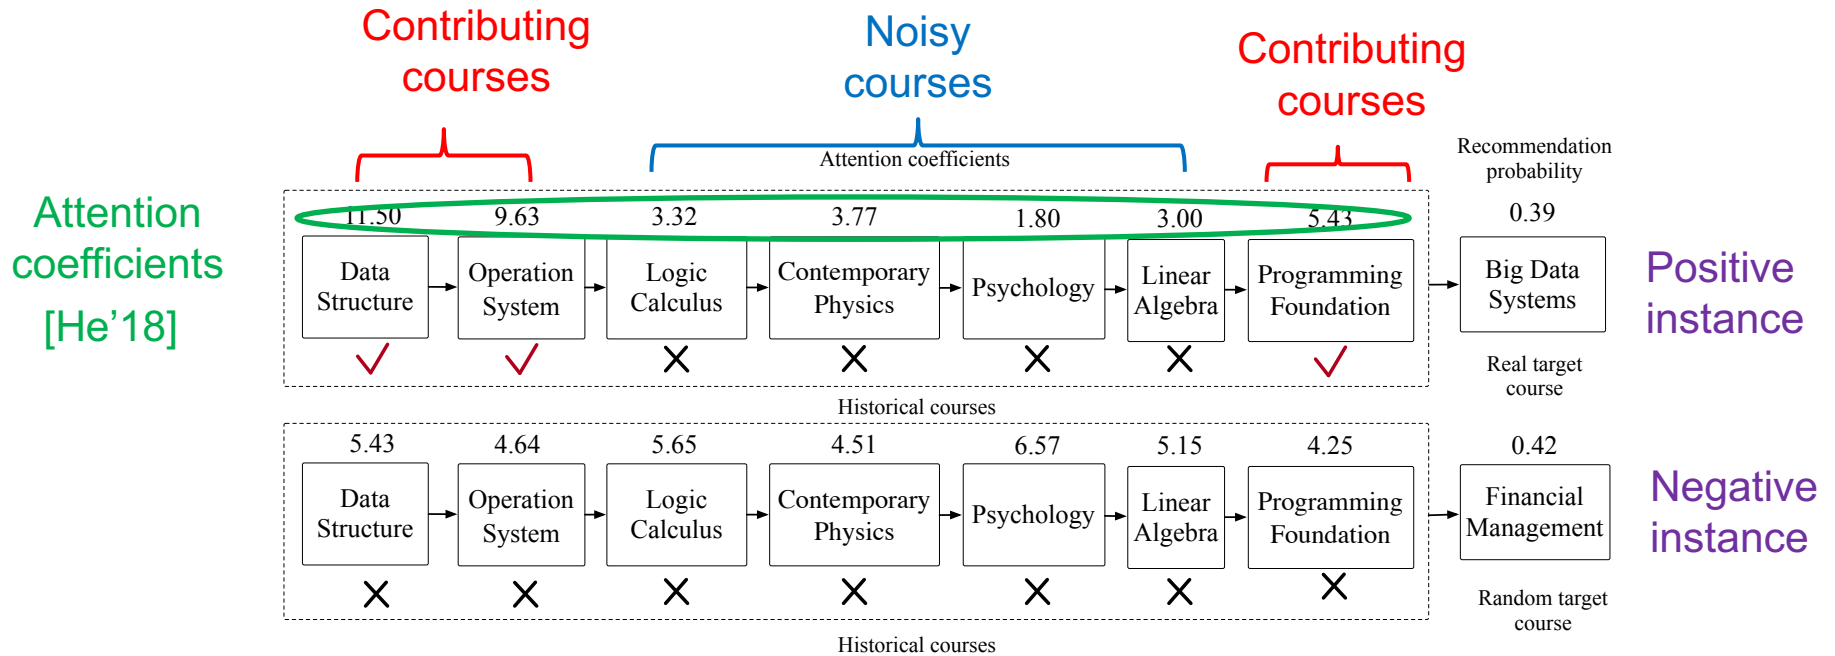 Contributing
courses
Noisy
courses
Contributing
courses
Attention coefficients
Recommendation
probability
Attention
coefficients
[He’18]
11.50 9.63 3.32 3.77 1.80 3.00 5.43 0.39
Data
Structure
Operation
System
Logic
Calculus
Contemporary
Physics
Psychology
Linear
Algebra
Programming
Foundation
Big Data
Systems
Positive
instance
Real target
course
Historical courses
5.43 4.64 5.65 4.51 6.57 5.15 4.25 0.42
Data
Structure
Operation
System
Logic
Calculus
Contemporary
Physics
Psychology
Linear
Algebra
Programming
Foundation
Financial
Management
Negative
instance
Random target
course
Historical courses